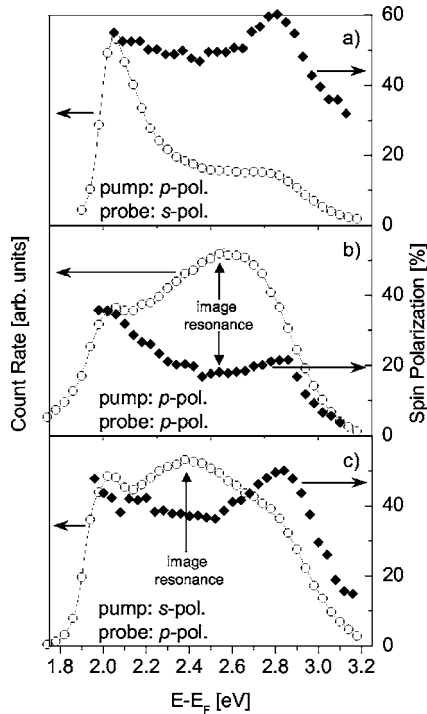 Count Rate [arb. units]
Spin Polarization [%]
a)
pump: p-pol.
probe: s-pol.
60
40
20
0
b)
image
resonance
pump: p-pol.
probe: p-pol.
40
20
0
c)
image
resonance
pump: s-pol.
probe: p-pol.
40
20
0
1.8 2.0 2.2 2.4 2.6 2.8 3.0 3.2
E-EF [eV]